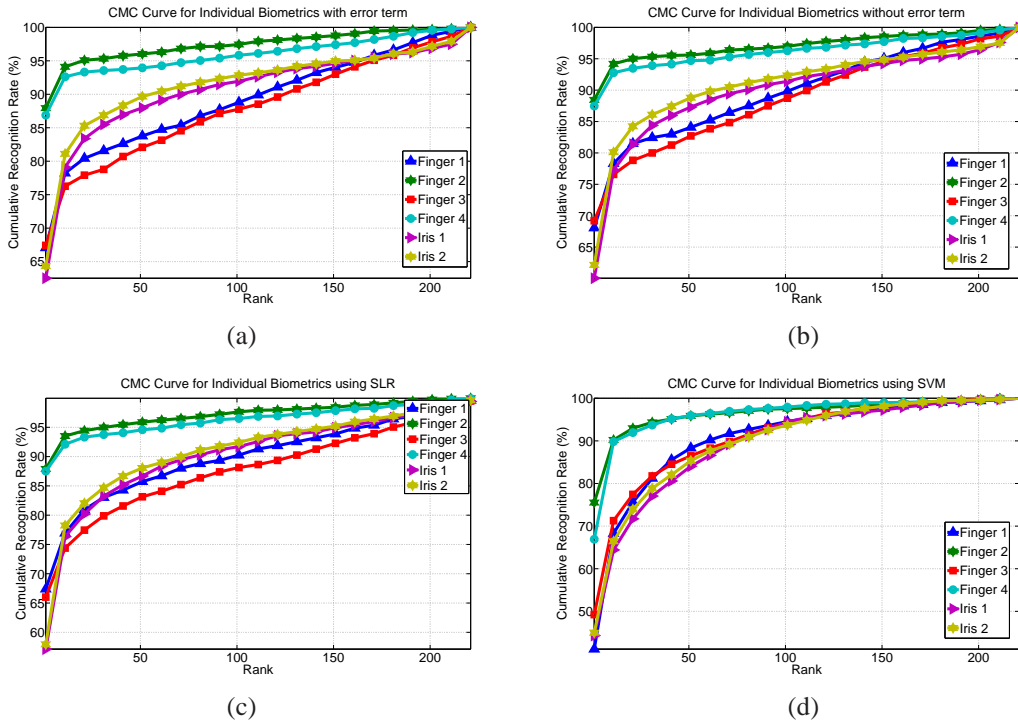 CMC Curve for Individual Biometrics with error term
Cumulative Recognition Rate (%)
100
95
90
85
80
75
70
65
50
100
150
200
Rank
Finger 1
Finger 2
Finger 3
Finger 4
Iris 1
Iris 2
(a)
CMC Curve for Individual Biometrics without error term
Cumulative Recognition Rate (%)
100
95
90
85
80
75
70
65
50
100
150
200
Rank
Finger 1
Finger 2
Finger 3
Finger 4
Iris 1
Iris 2
(b)
CMC Curve for Individual Biometrics using SLR
Cumulative Recognition Rate (%)
100
95
90
85
80
75
70
65
60
50
100
150
200
Rank
Finger 1
Finger 2
Finger 3
Finger 4
Iris 1
Iris 2
(c)
CMC Curve for Individual Biometrics using SVM
Cumulative Recognition Rate (%)
100
90
80
70
60
50
50
100
150
200
Rank
Finger 1
Finger 2
Finger 3
Finger 4
Iris 1
Iris 2
(d)